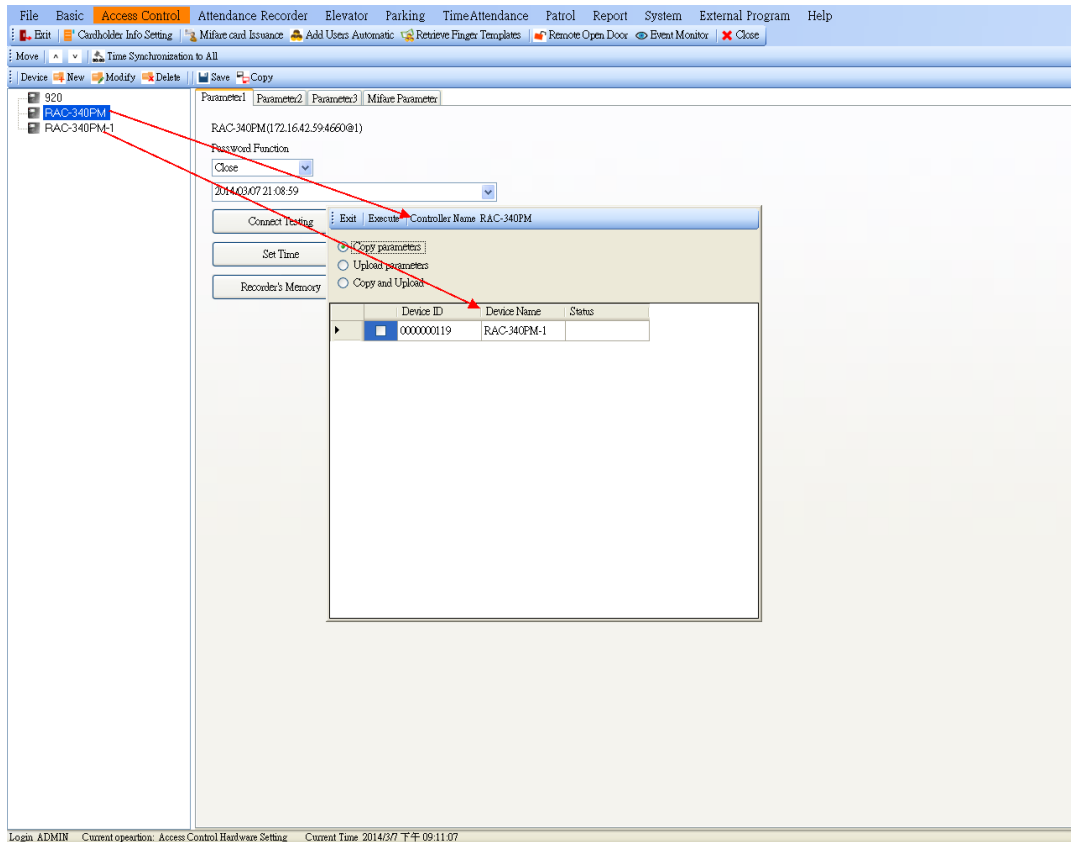 File Basic Access Control Attendance Recorder Elevator Parking TimeAttendance Patrol Report System External Program Help
Exit Cardholder Info Setting Mifare card Issuance Add Users Automatic Retrieve Finger Templates Remote Open Door Event Monitor Close
Move Time Synchronization to All
Device New Modify Delete Save Copy
920
RAC-340PM
RAC-340PM-1
Parameter1 Parameter2 Parameter3 Mifare Parameter
RAC-340PM(172.16.42.59:4660@1)
Password Function
Close
2014/03/07 21:08:59
Connect Testing
Set Time
Recorder's Memory
Exit Execute Controller Name RAC-340PM
Copy parameters
Upload parameters
Copy and Upload
Device ID Device Name Status
0000000119 RAC-340PM-1
Login ADMIN Current opeartion: Access Control Hardware Setting Current Time 2014/3/7 下午 09:11:07